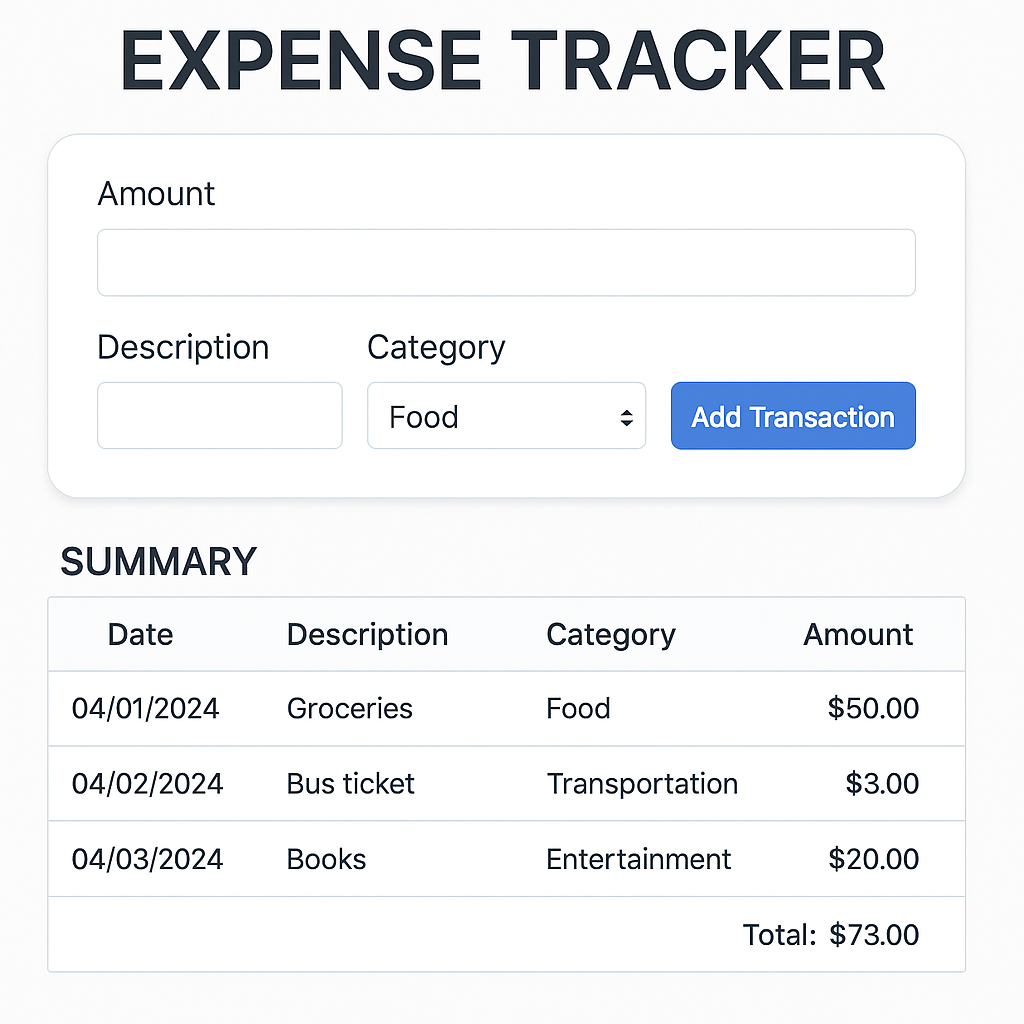 EXPENSE TRACKER
Amount
Description Category
Food Add Transaction
SUMMARY
Date Description Category Amount
04/01/2024 Groceries Food $50.00
04/02/2024 Bus ticket Transportation $3.00
04/03/2024 Books Entertainment $20.00
Total: $73.00